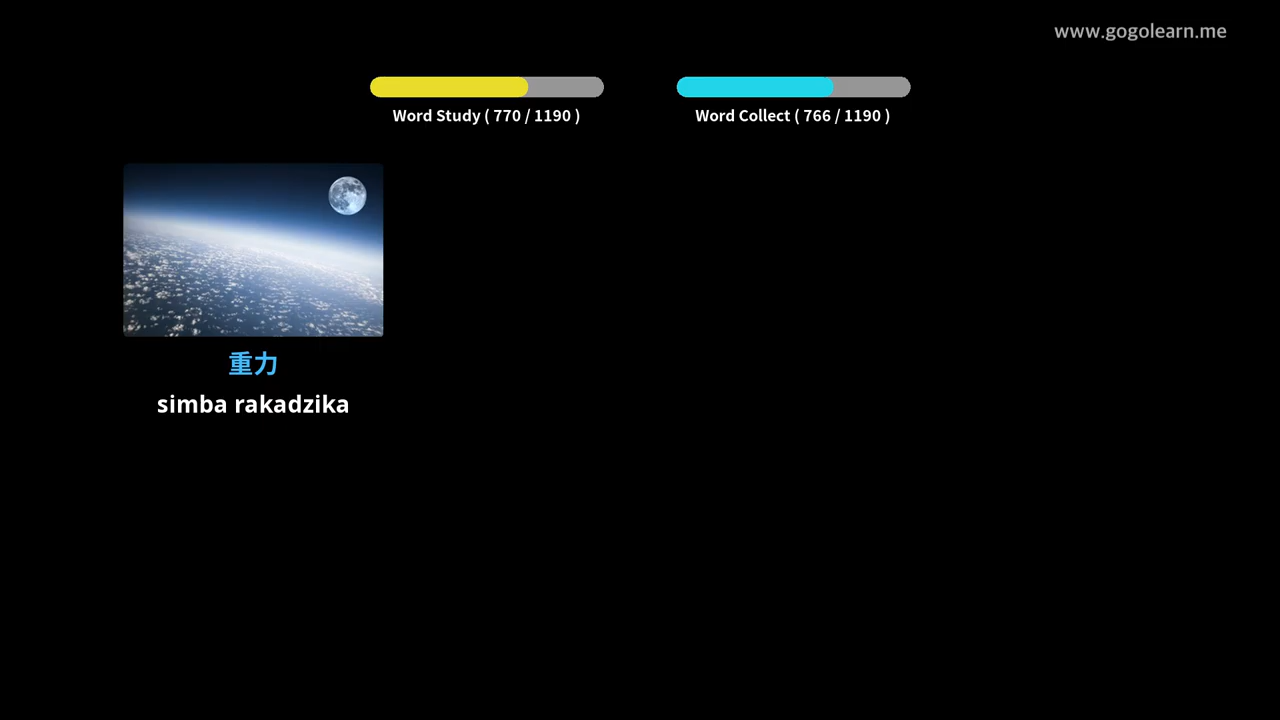 www.gogolearn.me
Word Study ( 770 / 1190 )
Word Collect ( 766 / 1190 )
重力
simba rakadzika